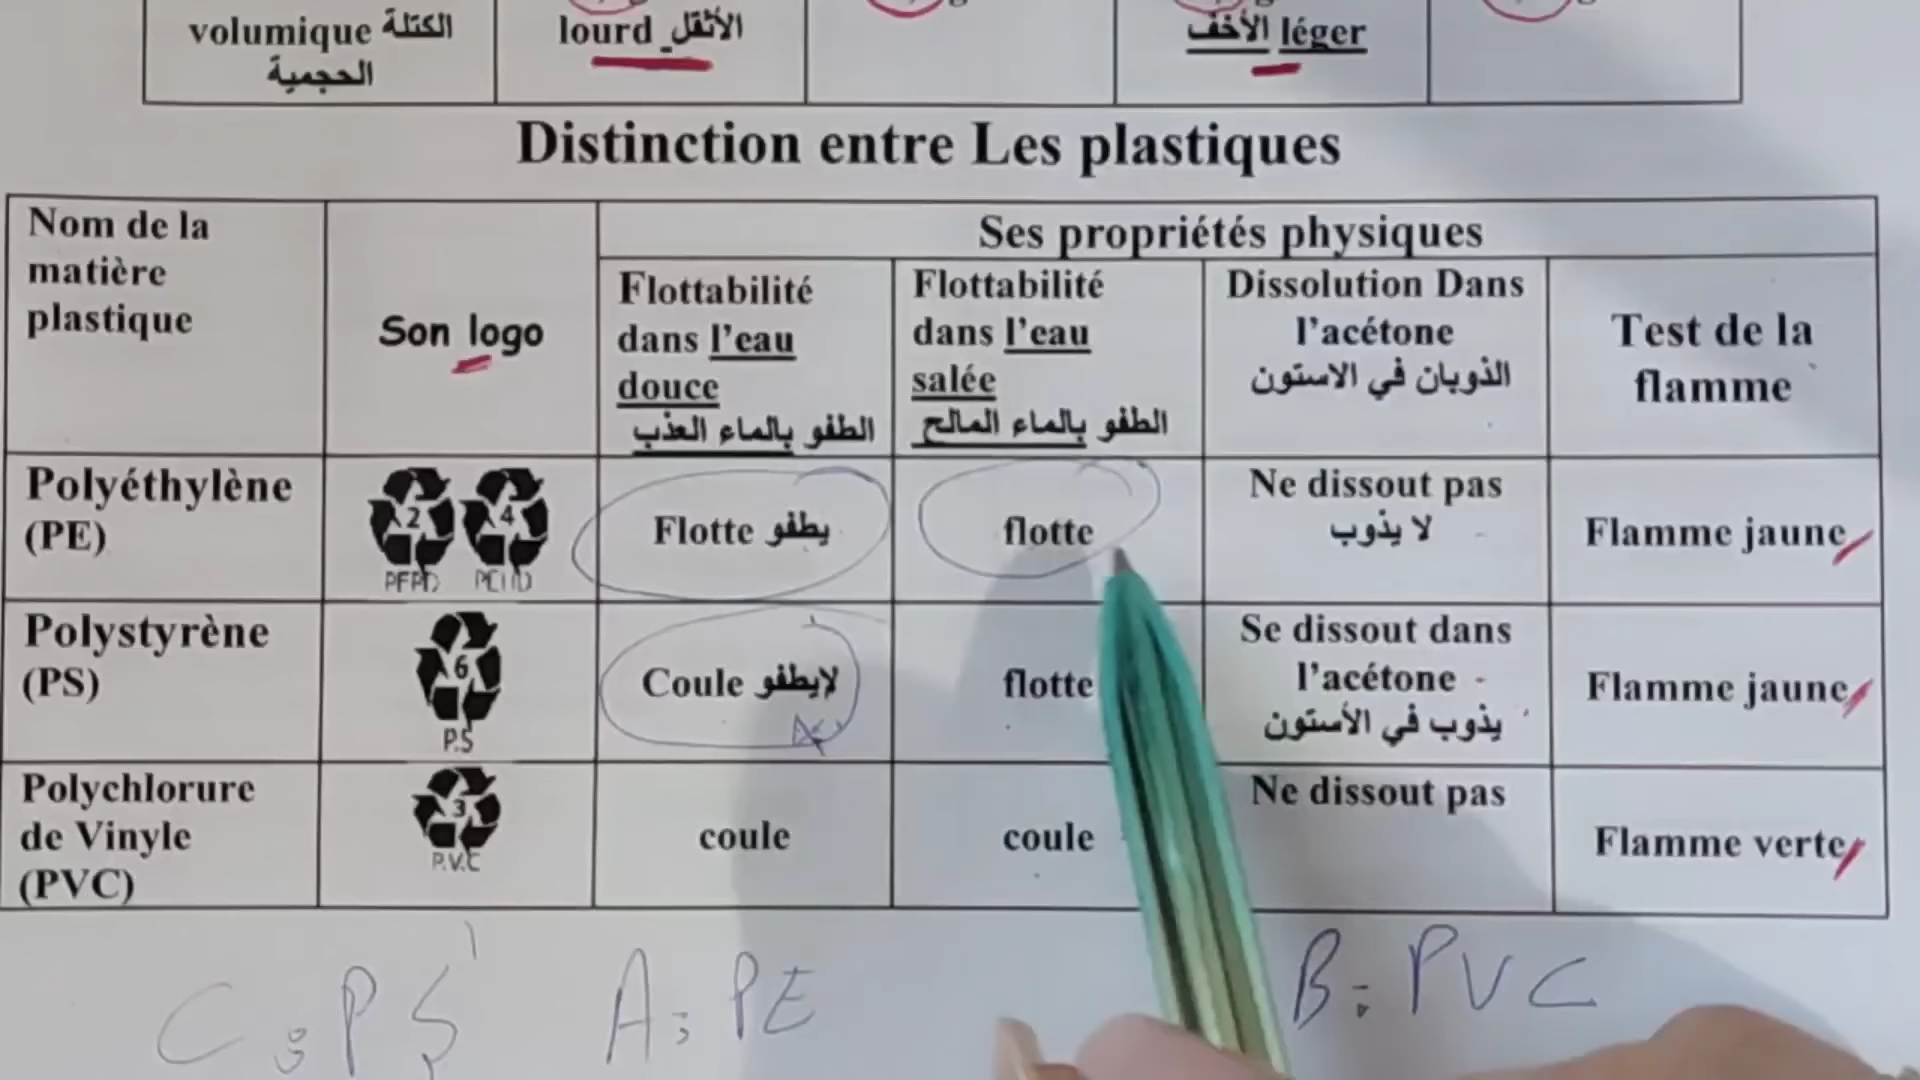 volumique الكتلة
الحجمية
lourd الأثقل
الأخف léger
Distinction entre Les plastiques
Nom de la
matière
plastique
Son logo
Ses propriétés physiques
Flottabilité
dans l'eau
douce
الطفو بالماء العذب
Flottabilité
dans l'eau
salée
الطفو بالماء المالح
Dissolution Dans
l'acétone
الذوبان في الاستون
Test de la
flamme
Polyéthylène
(PE)
2 4
Flotte يطفو
flotte
Ne dissout pas
لا يذوب
Flamme jaune
Polystyrène
(PS)
6
P.S
Coule لايطفو
flotte
Se dissout dans
l'acétone
يذوب في الأستون
Flamme jaune
Polychlorure
de Vinyle
(PVC)
3
P.V.C
coule
coule
Ne dissout pas
Flamme verte
C : PS A : PE B : PVC